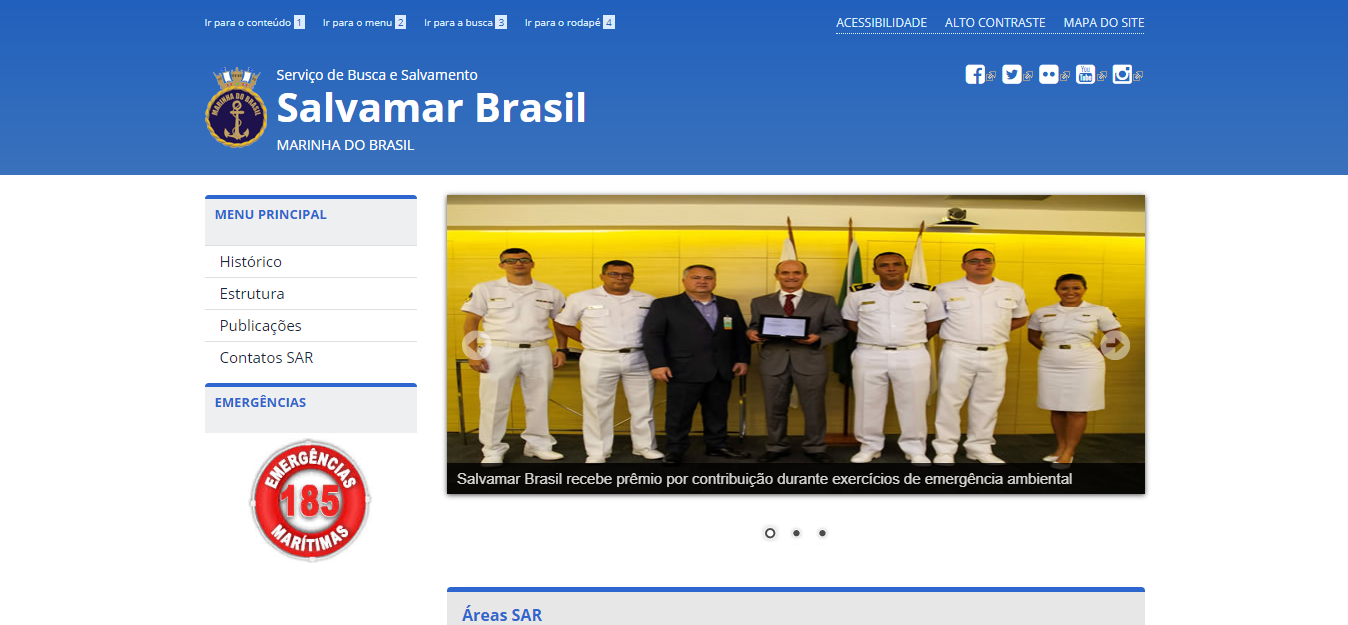 Ir para o conteúdo 1 Ir para o menu 2 Ir para a busca 3 Ir para o rodapé 4
ACESSIBILIDADE ALTO CONTRASTE MAPA DO SITE
Serviço de Busca e Salvamento
Salvamar Brasil
MARINHA DO BRASIL
MARINHA DO BRASIL
You
Tube
MENU PRINCIPAL
Histórico
Estrutura
Publicações
Contatos SAR
EMERGÊNCIAS
EMERGÊNCIAS
185
MARÍTIMAS
Salvamar Brasil recebe prêmio por contribuição durante exercícios de emergência ambiental
Áreas SAR